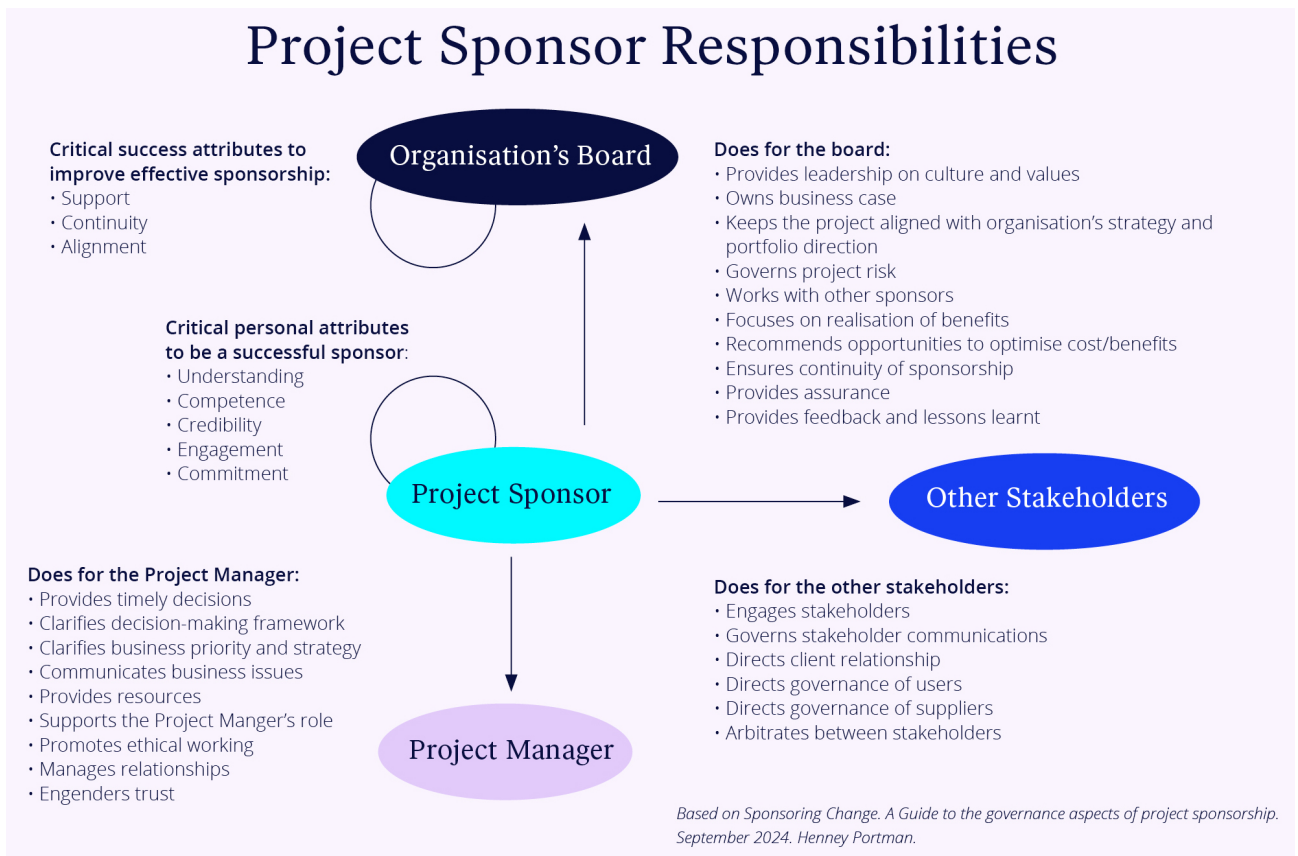 Project Sponsor Responsibilities
Organisation’s Board
Critical success attributes to
improve effective sponsorship:
• Support
• Continuity
• Alignment
Does for the board:
• Provides leadership on culture and values
• Owns business case
• Keeps the project aligned with organisation’s strategy and
portfolio direction
• Governs project risk
• Works with other sponsors
• Focuses on realisation of benefits
• Recommends opportunities to optimise cost/benefits
• Ensures continuity of sponsorship
• Provides assurance
• Provides feedback and lessons learnt
Critical personal attributes
to be a successful sponsor:
• Understanding
• Competence
• Credibility
• Engagement
• Commitment
Project Sponsor
Other Stakeholders
Does for the Project Manager:
• Provides timely decisions
• Clarifies decision-making framework
• Clarifies business priority and strategy
• Communicates business issues
• Provides resources
• Supports the Project Manger’s role
• Promotes ethical working
• Manages relationships
• Engenders trust
Project Manager
Does for the other stakeholders:
• Engages stakeholders
• Governs stakeholder communications
• Directs client relationship
• Directs governance of users
• Directs governance of suppliers
• Arbitrates between stakeholders
Based on Sponsoring Change. A Guide to the governance aspects of project sponsorship.
September 2024. Henney Portman.